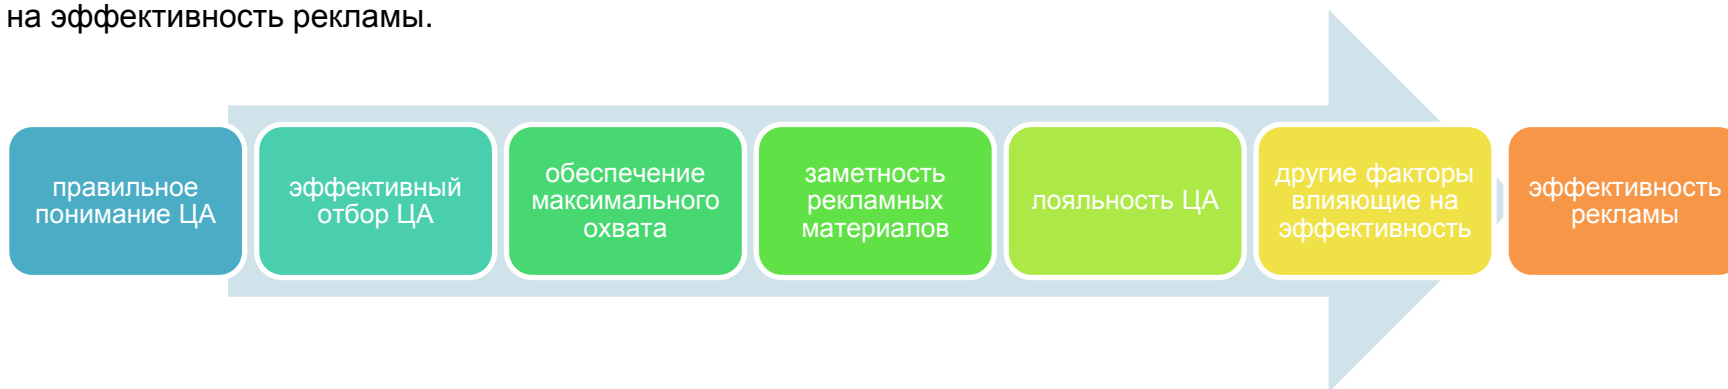 на эффективность рекламы.
правильное
понимание ЦА
эффективный
отбор ЦА
обеспечение
максимального
охвата
заметность
рекламных
материалов
лояльность ЦА
другие факторы
влияющие на
эффективность
эффективность
рекламы